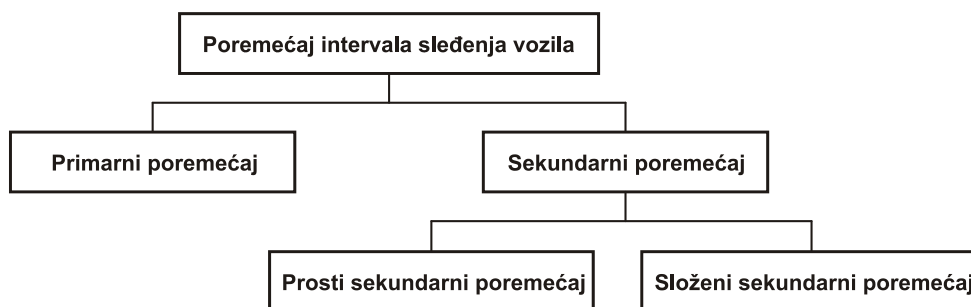 Poremećaj intervala sleđenja vozila
Primarni poremećaj
Sekundarni poremećaj
Prosti sekundarni poremećaj
Složeni sekundarni poremećaj